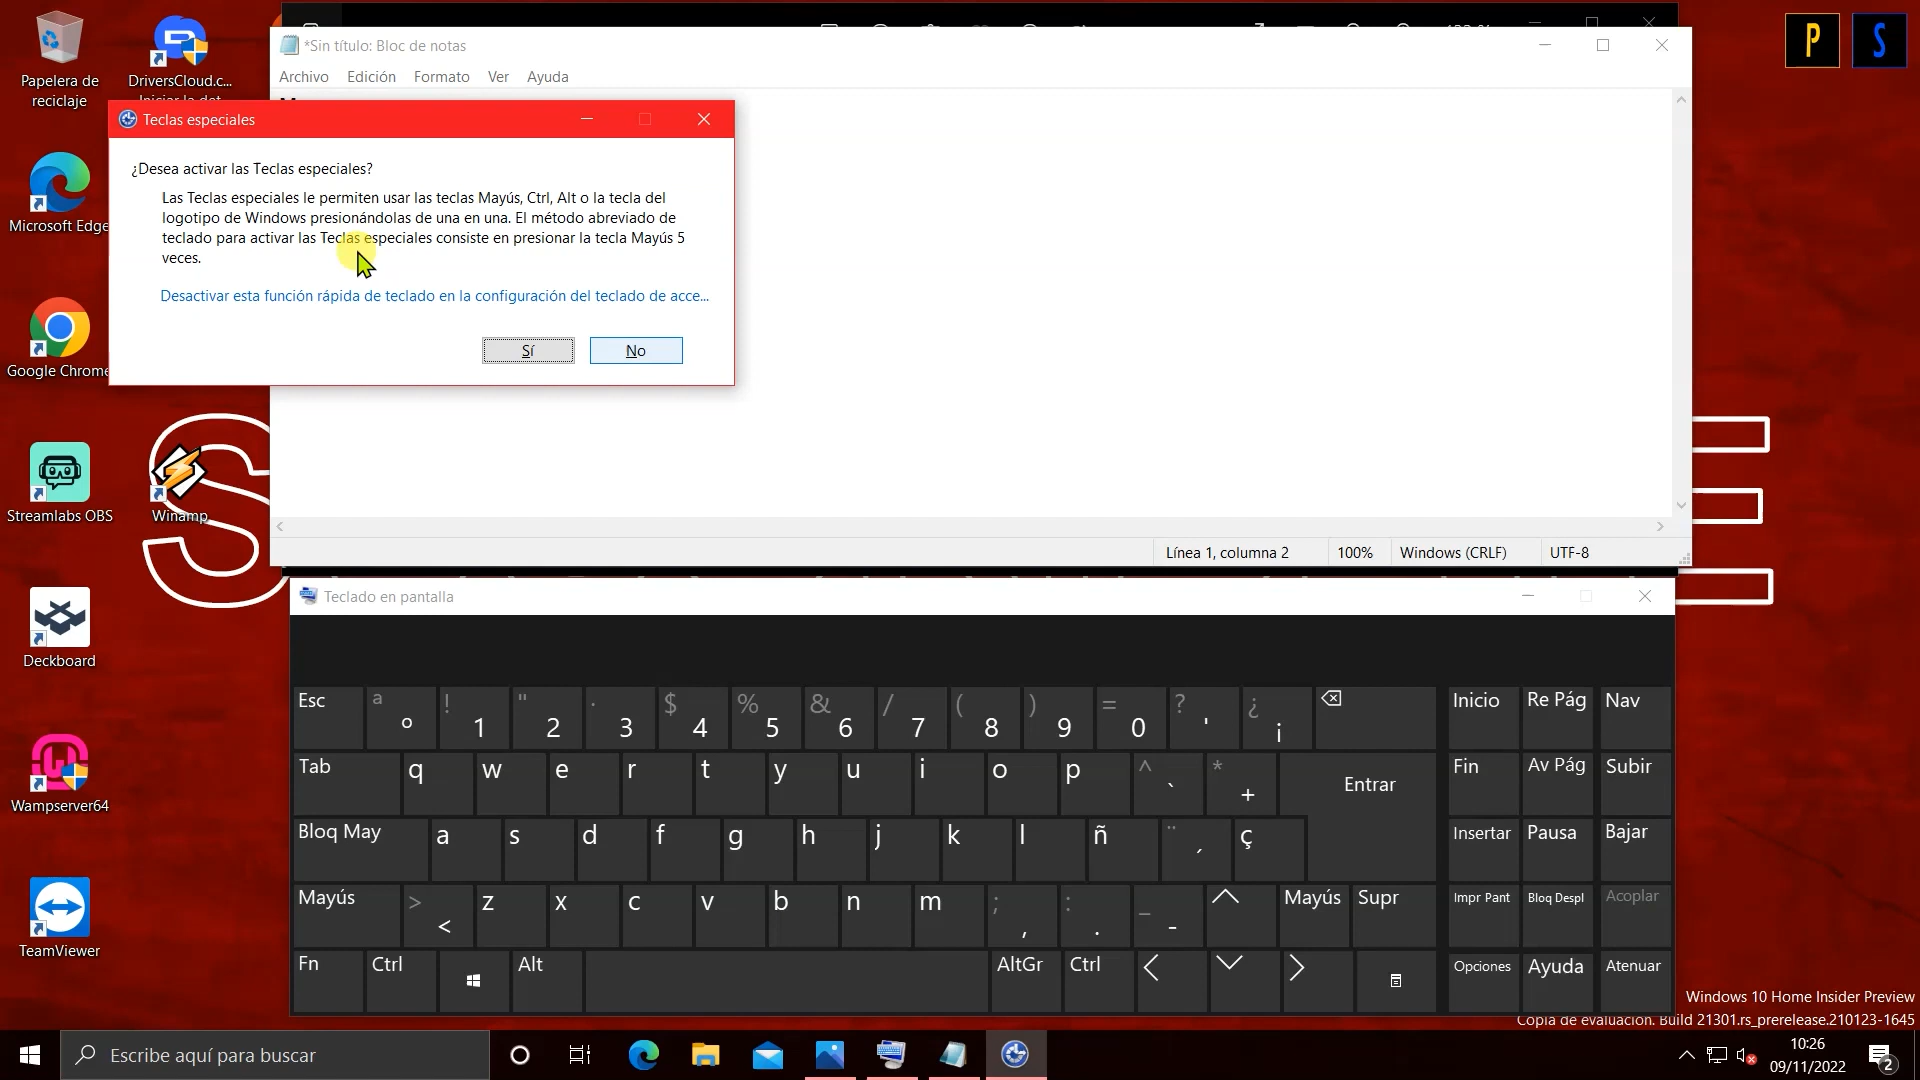 Papelera de
reciclaje
DriversCloud.c...
Microsoft Edge
Google Chrome
Streamlabs OBS
Winamp
Deckboard
Wampserver64
TeamViewer
P
S
*Sin título: Bloc de notas
Archivo Edición Formato Ver Ayuda
Teclas especiales
¿Desea activar las Teclas especiales?
Las Teclas especiales le permiten usar las teclas Mayús, Ctrl, Alt o la tecla del
logotipo de Windows presionándolas de una en una. El método abreviado de
teclado para activar las Teclas especiales consiste en presionar la tecla Mayús 5
veces.
Desactivar esta función rápida de teclado en la configuración del teclado de acce...
Sí No
Línea 1, columna 2 100% Windows (CRLF) UTF-8
Teclado en pantalla
Esc ª º ! 1 " 2 · 3 $ 4 % 5 & 6 / 7 ( 8 ) 9 = 0 ? ' ¿ ¡ Inicio Re Pág Nav
Tab q w e r t y u i o p ^ ` * + Entrar Fin Av Pág Subir
Bloq May a s d f g h j k l ñ ¨ ´ ç Insertar Pausa Bajar
Mayús > < z x c v b n m ; , : . _ - Mayús Supr Impr Pant Bloq Despl Acoplar
Fn Ctrl Alt AltGr Ctrl Opciones Ayuda Atenuar
Windows 10 Home Insider Preview
Copia de evaluación. Build 21301.rs_prerelease.210123-1645
Escribe aquí para buscar
10:26
09/11/2022
2